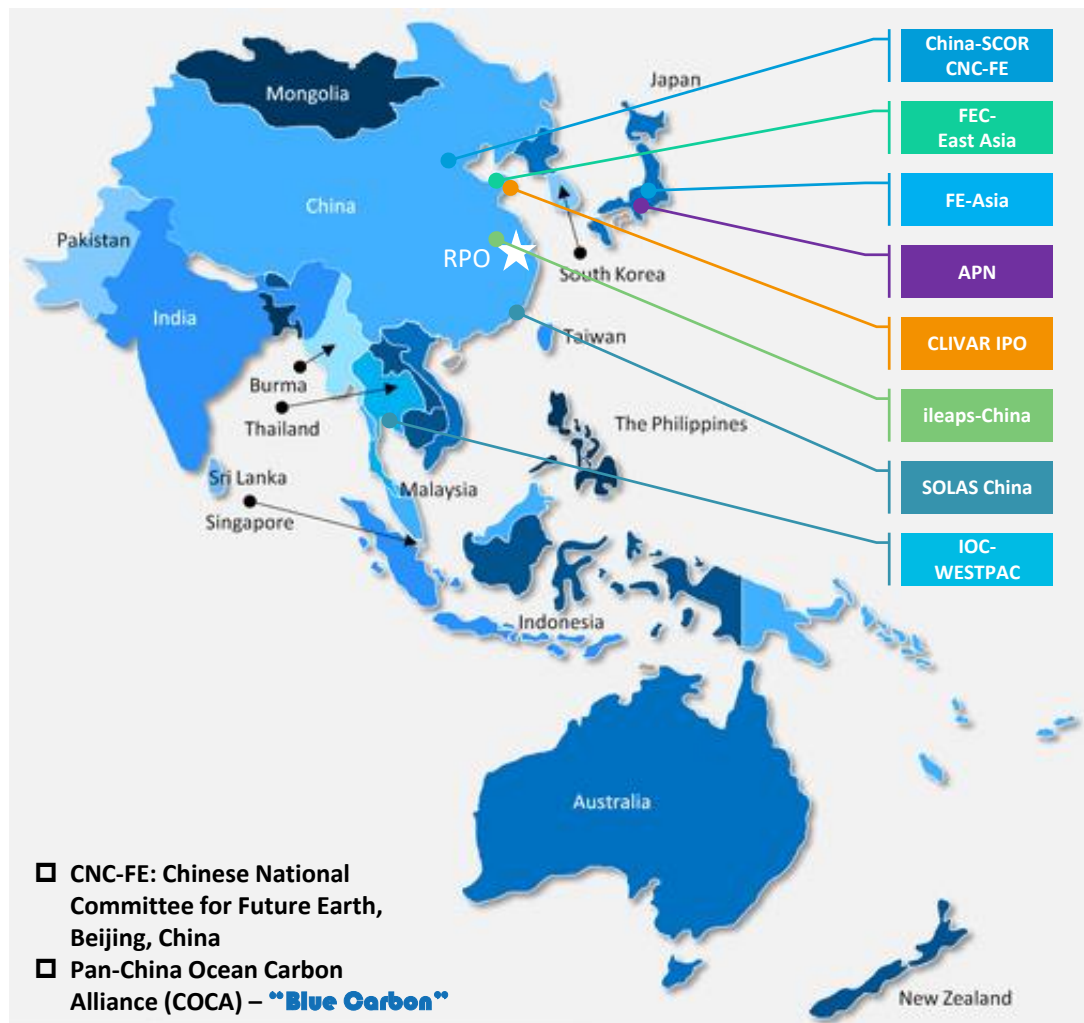 China-SCOR
CNC-FE
Japan
Mongolia
FEC-
East Asia
China
FE-Asia
Pakistan
RPO
South Korea
APN
India
Taiwan
CLIVAR IPO
Burma
Thailand
The Philippines
ileaps-China
Sri Lanka
Malaysia
SOLAS China
Singapore
IOC-
WESTPAC
Indonesia
Australia
CNC-FE: Chinese National
Committee for Future Earth,
Beijing, China
Pan-China Ocean Carbon
Alliance (COCA) – “Blue Carbon”
New Zealand